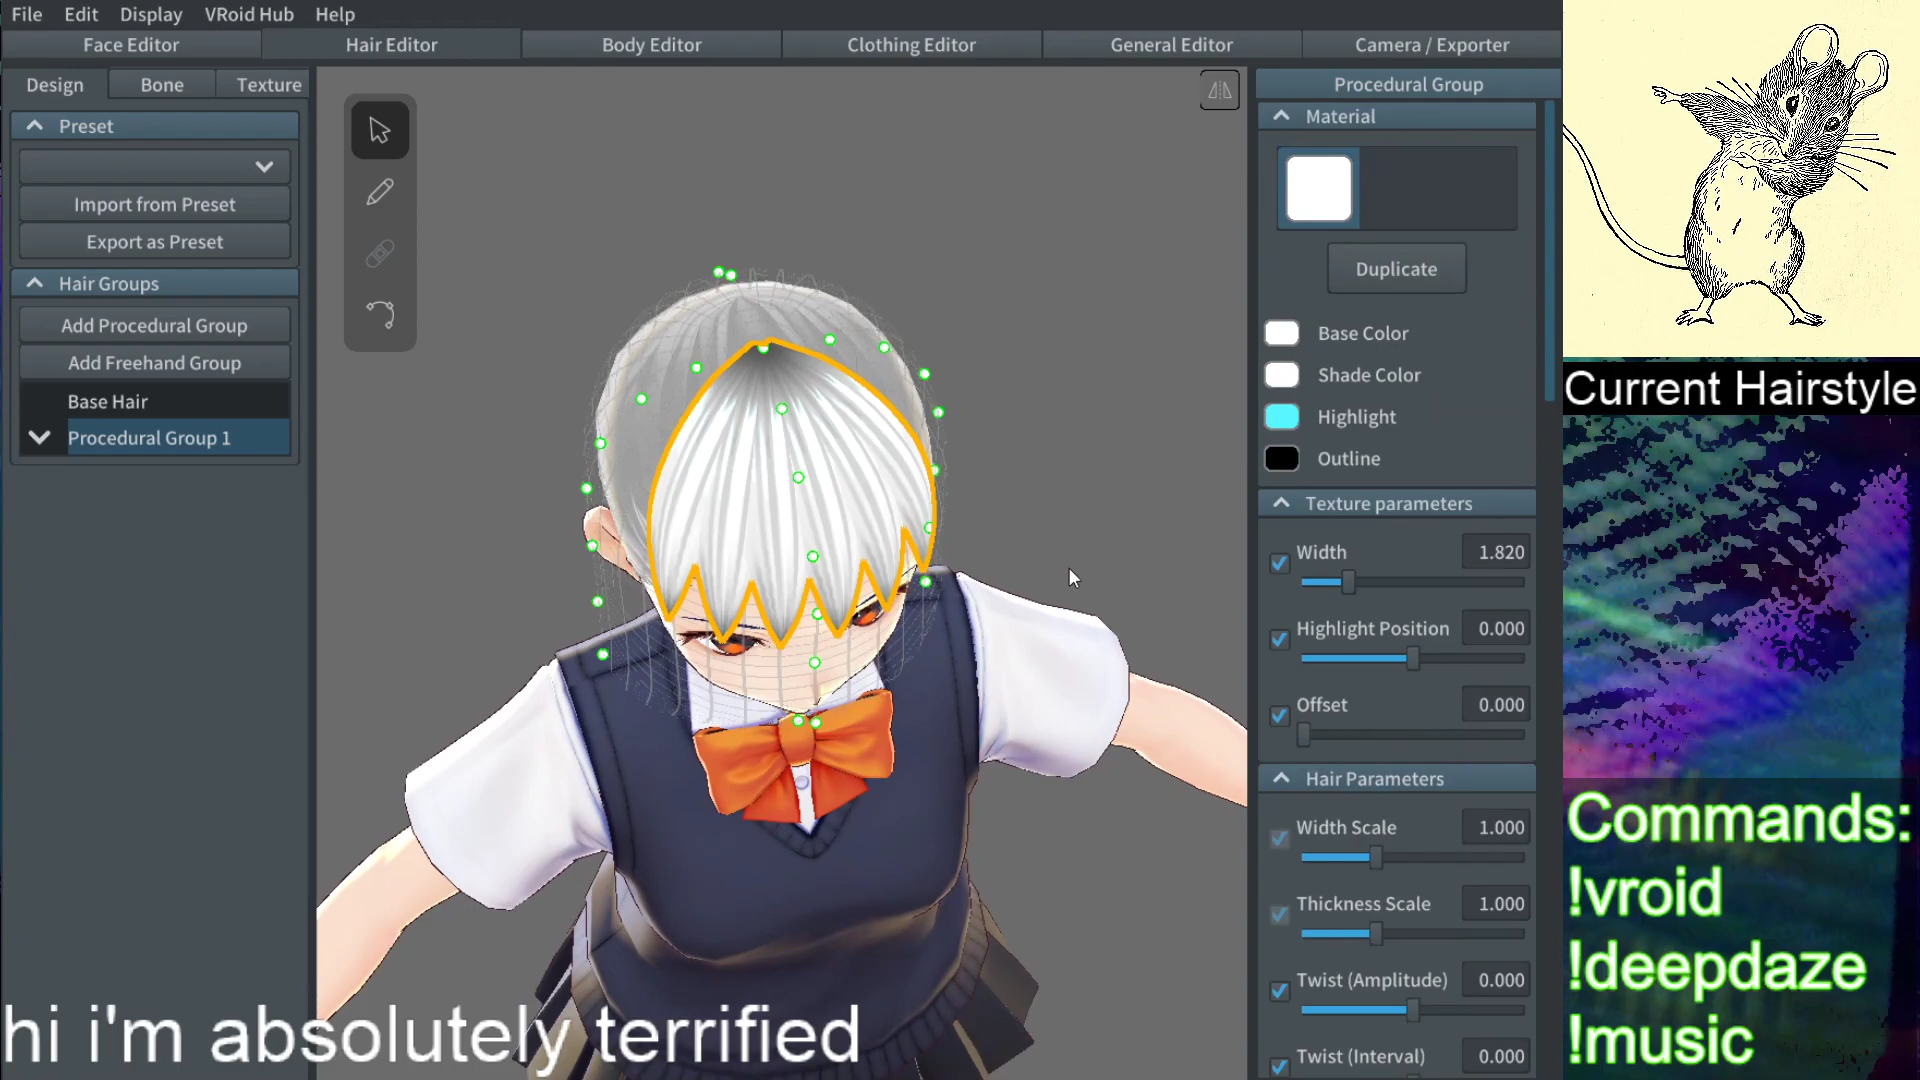 File Edit Display VRoid Hub Help
Face Editor Hair Editor Body Editor Clothing Editor General Editor Camera / Exporter
Design Bone Texture
Preset
Import from Preset
Export as Preset
Hair Groups
Add Procedural Group
Add Freehand Group
Base Hair
Procedural Group 1
Procedural Group
Material
Duplicate
Base Color
Shade Color
Highlight
Outline
Texture parameters
Width 1.820
Highlight Position 0.000
Offset 0.000
Hair Parameters
Width Scale 1.000
Thickness Scale 1.000
Twist (Amplitude) 0.000
Twist (Interval) 0.000
Current Hairstyle
Commands:
!vroid
!deepdaze
!music
hi i'm absolutely terrified